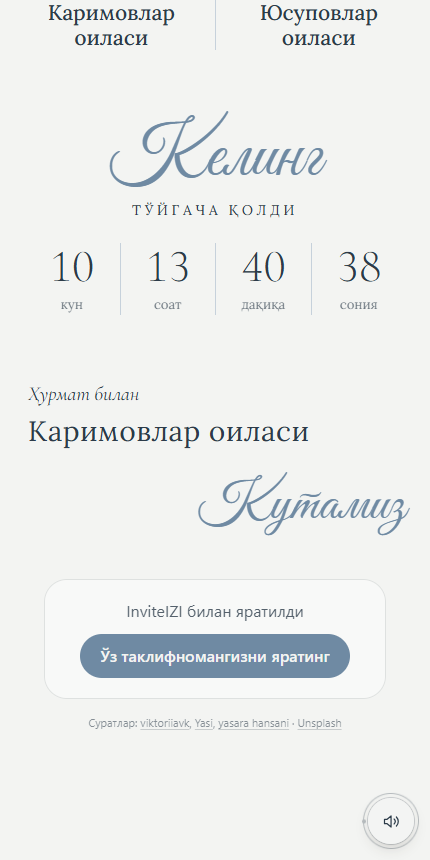 Каримовлар
оиласи
Юсуповлар
оиласи
Келинг
ТЎЙГАЧА ҚОЛДИ
10 13 40 38
кун соат дақиқа сония
Ҳурмат билан
Каримовлар оиласи
Кутамиз
InviteIZI билан яратилди
Ўз таклифномангизни яратинг
Суратлар: viktoriiavk, Yasi, yasara hansani · Unsplash